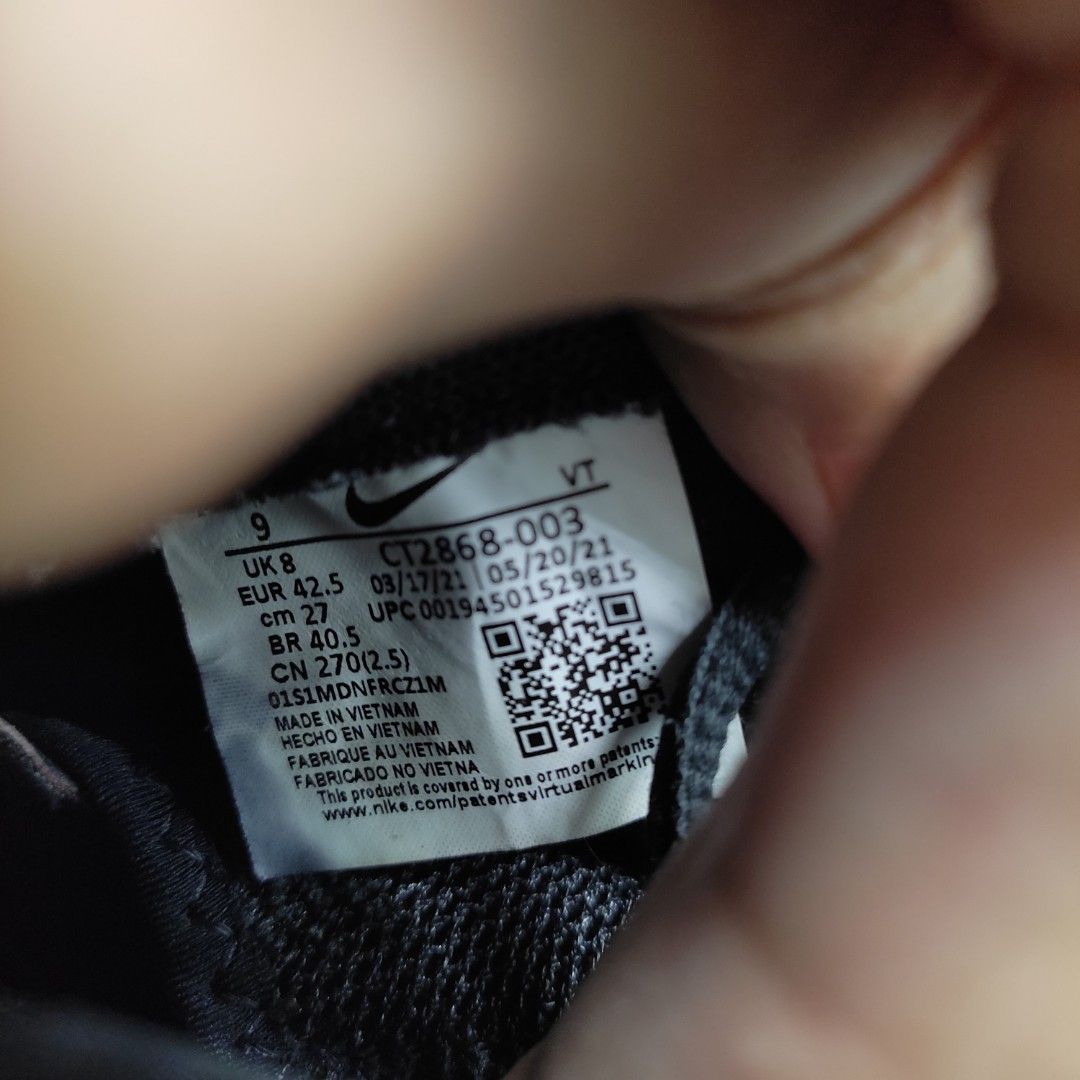 9 VT
UK 8 CT2868-003
EUR 42.5 03/17/21 | 05/20/21
cm 27 UPC 00194501529815
BR 40.5
CN 270(2.5)
01S1MDNFRCZ1M
MADE IN VIETNAM
HECHO EN VIETNAM
FABRIQUE AU VIETNAM
FABRICADO NO VIETNA
This product is covered by one or more patents
www.nike.com/patentsvirtualmarkin